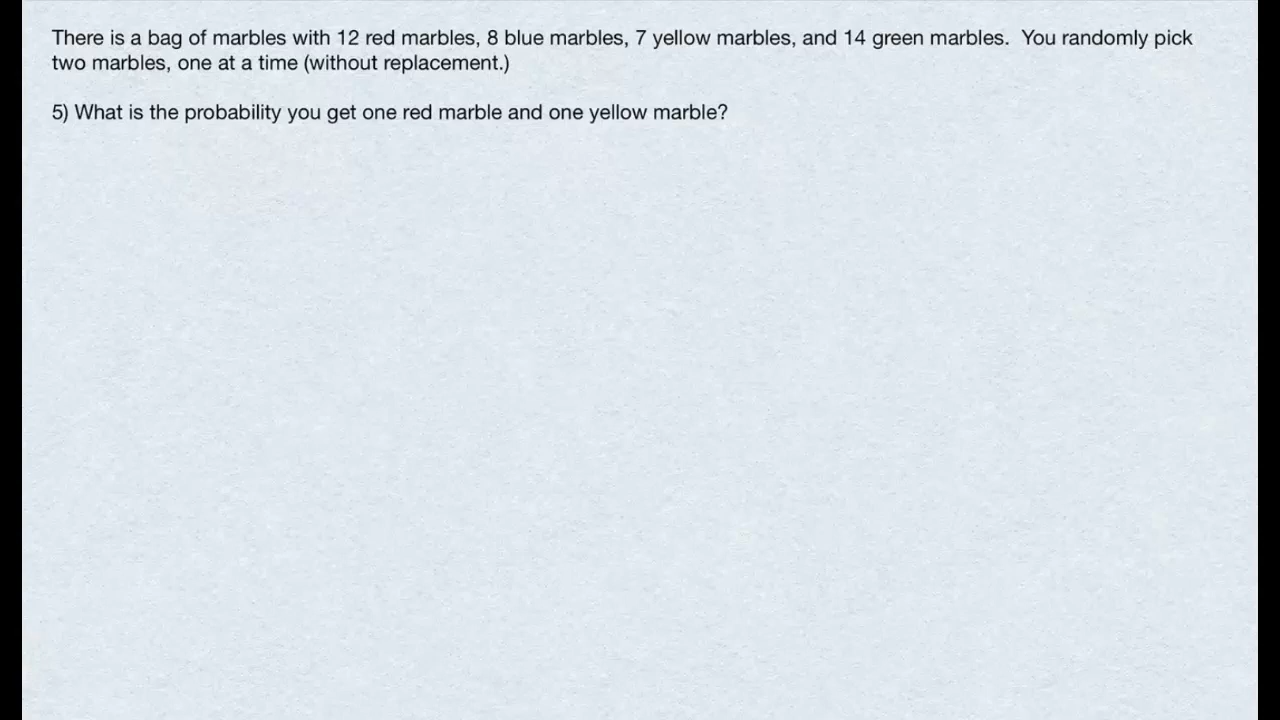 There is a bag of marbles with 12 red marbles, 8 blue marbles, 7 yellow marbles, and 14 green marbles.  You randomly pick
two marbles, one at a time (without replacement.)
5) What is the probability you get one red marble and one yellow marble?